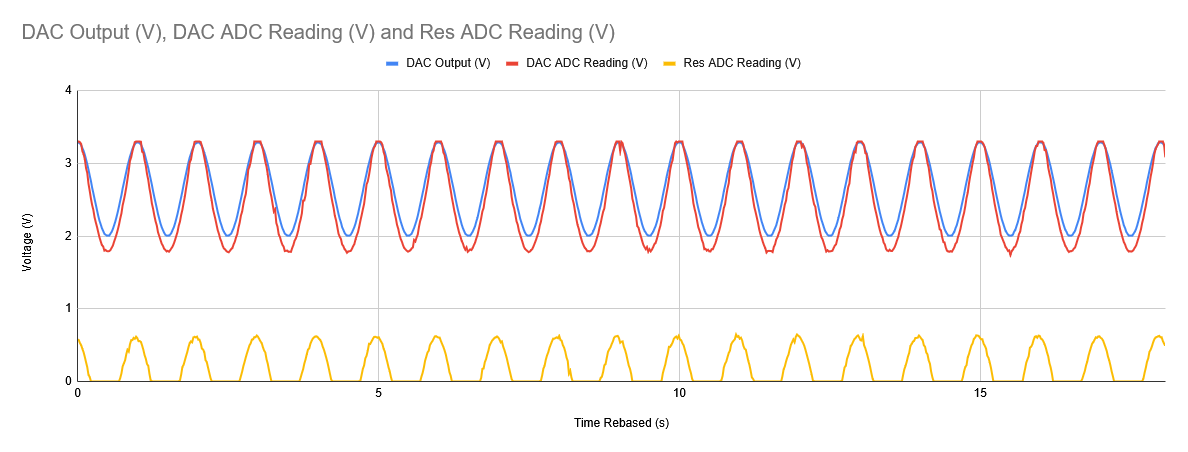 DAC Output (V), DAC ADC Reading (V) and Res ADC Reading (V)
DAC Output (V) DAC ADC Reading (V) Res ADC Reading (V)
4
3
2
1
0
Voltage (V)
0 5 10 15
Time Rebased (s)